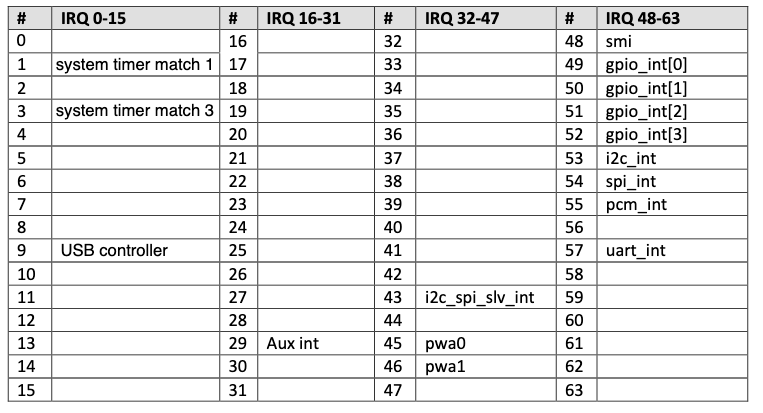 # IRQ 0-15 # IRQ 16-31 # IRQ 32-47 # IRQ 48-63
0 16 32 48 smi
1 system timer match 1 17 33 49 gpio_int[0]
2 18 34 50 gpio_int[1]
3 system timer match 3 19 35 51 gpio_int[2]
4 20 36 52 gpio_int[3]
5 21 37 53 i2c_int
6 22 38 54 spi_int
7 23 39 55 pcm_int
8 24 40 56
9 USB controller 25 41 57 uart_int
10 26 42 58
11 27 43 i2c_spi_slv_int 59
12 28 44 60
13 29 Aux int 45 pwa0 61
14 30 46 pwa1 62
15 31 47 63